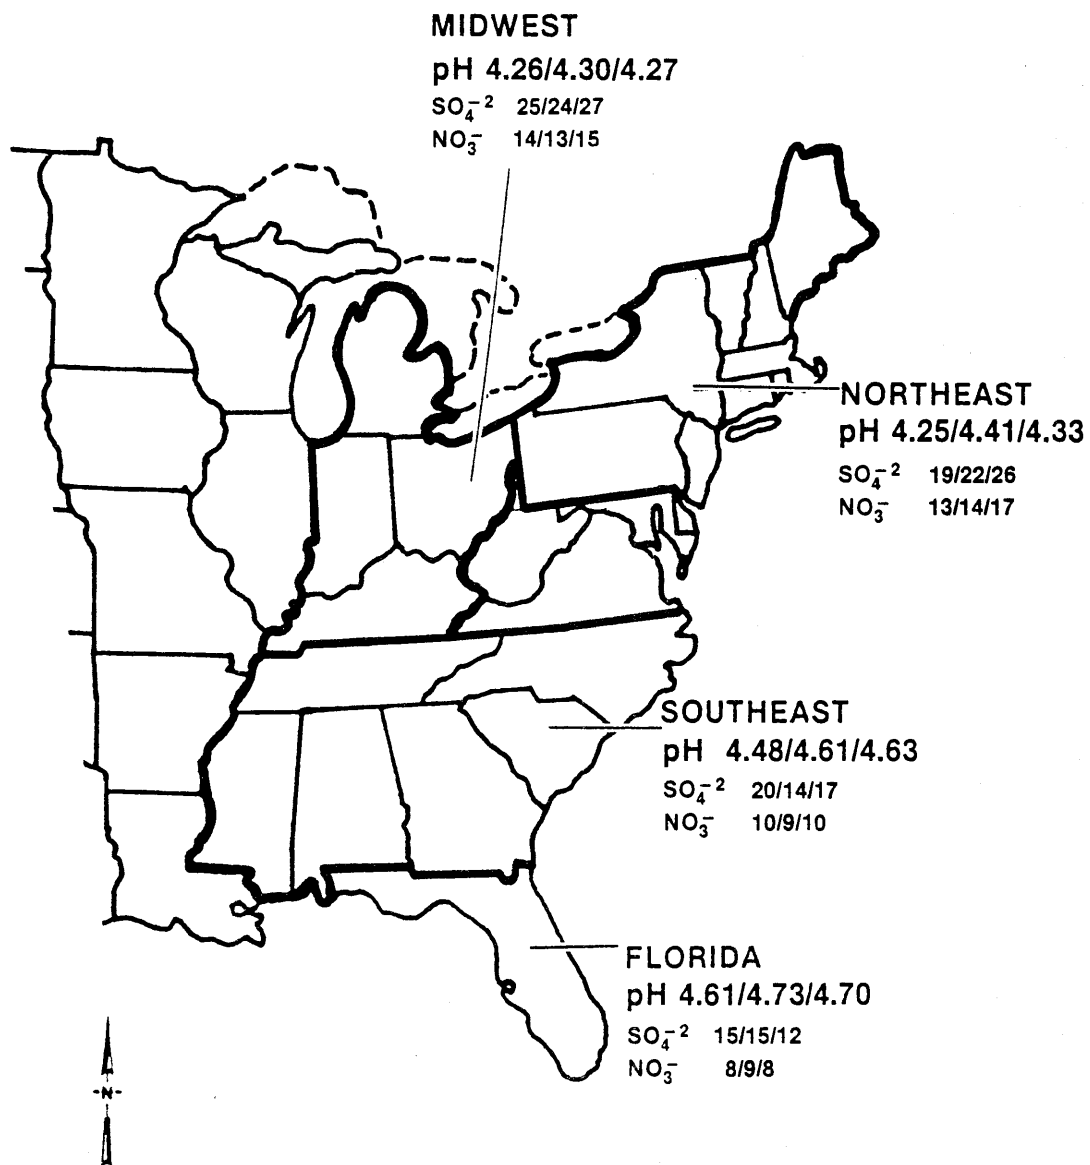 MIDWEST
pH 4.26/4.30/4.27
SO₄⁻² 25/24/27
NO₃⁻ 14/13/15
NORTHEAST
pH 4.25/4.41/4.33
SO₄⁻² 19/22/26
NO₃⁻ 13/14/17
SOUTHEAST
pH 4.48/4.61/4.63
SO₄⁻² 20/14/17
NO₃⁻ 10/9/10
FLORIDA
pH 4.61/4.73/4.70
SO₄⁻² 15/15/12
NO₃⁻ 8/9/8
-N-